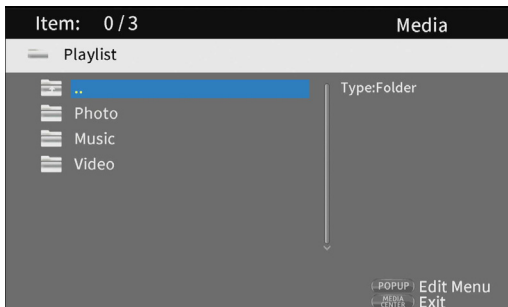 Item: 0/3 Media
Playlist
.. Type:Folder
Photo
Music
Video
POPUP Edit Menu
MEDIA CENTER Exit